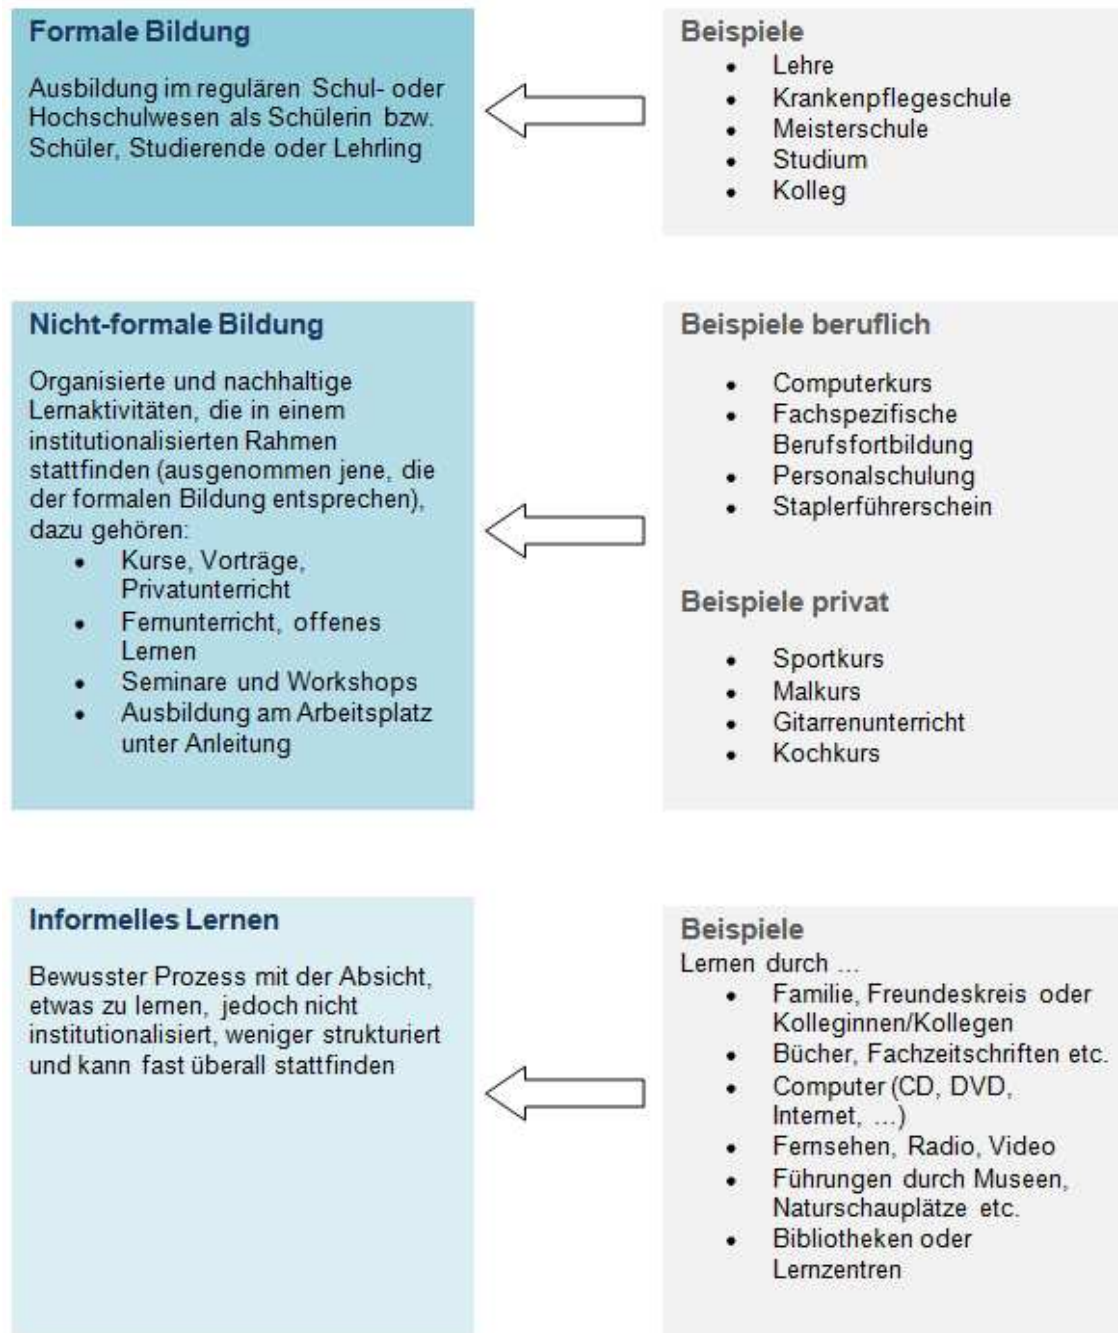 Formale Bildung
Ausbildung im regulären Schul- oder
Hochschulwesen als Schülerin bzw.
Schüler, Studierende oder Lehrling
Beispiele
• Lehre
• Krankenpflegeschule
• Meisterschule
• Studium
• Kolleg
Nicht-formale Bildung
Organisierte und nachhaltige
Lernaktivitäten, die in einem
institutionalisierten Rahmen
stattfinden (ausgenommen jene, die
der formalen Bildung entsprechen),
dazu gehören:
• Kurse, Vorträge,
Privatunterricht
• Fernunterricht, offenes
Lernen
• Seminare und Workshops
• Ausbildung am Arbeitsplatz
unter Anleitung
Beispiele beruflich
• Computerkurs
• Fachspezifische
Berufsfortbildung
• Personalschulung
• Staplerführerschein
Beispiele privat
• Sportkurs
• Malkurs
• Gitarrenunterricht
• Kochkurs
Informelles Lernen
Bewusster Prozess mit der Absicht,
etwas zu lernen, jedoch nicht
institutionalisiert, weniger strukturiert
und kann fast überall stattfinden
Beispiele
Lernen durch ...
• Familie, Freundeskreis oder
Kolleginnen/Kollegen
• Bücher, Fachzeitschriften etc.
• Computer (CD, DVD,
Internet, ...)
• Fernsehen, Radio, Video
• Führungen durch Museen,
Naturschauplätze etc.
• Bibliotheken oder
Lernzentren